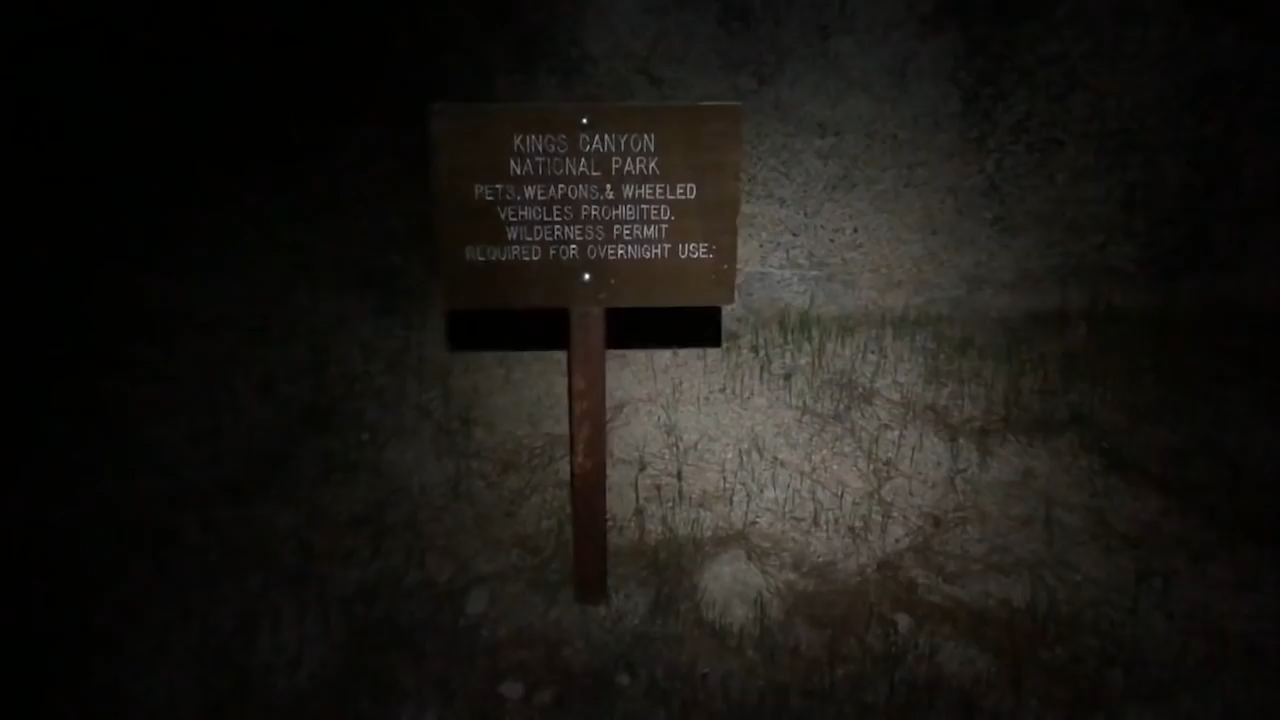 KINGS CANYON
NATIONAL PARK
PETS, WEAPONS, & WHEELED
VEHICLES PROHIBITED.
WILDERNESS PERMIT
REQUIRED FOR OVERNIGHT USE.